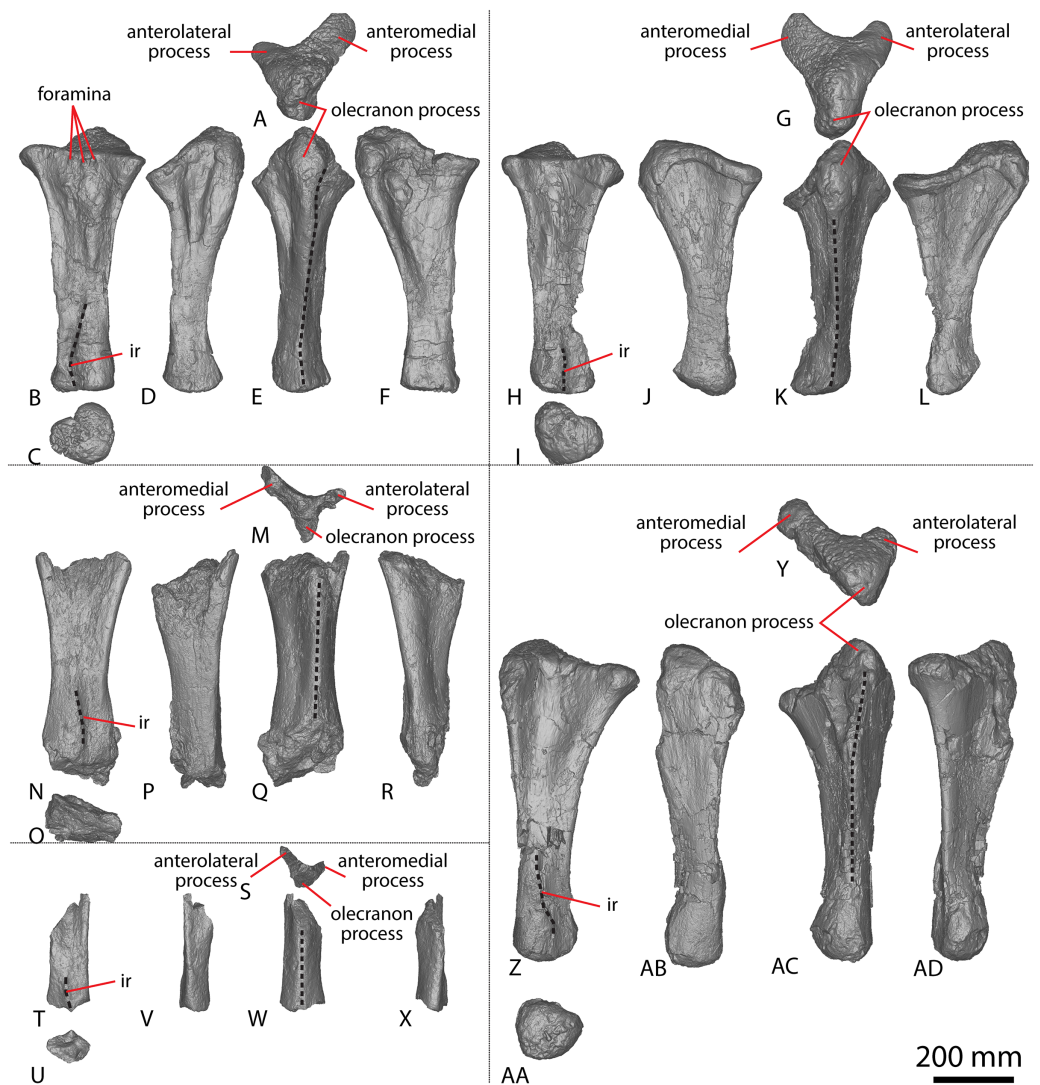 anterolateral
process
anteromedial
process
foramina
olecranon process
A
ir
B
D
E
F
C
anteromedial
process
anterolateral
process
olecranon process
G
ir
H
J
K
L
I
anteromedial
process
anterolateral
process
M
olecranon process
ir
N
P
Q
R
O
anterolateral
process
anteromedial
process
S
olecranon
process
ir
T
V
W
X
U
anteromedial
process
anterolateral
process
Y
olecranon process
ir
Z
AB
AC
AD
AA
200 mm